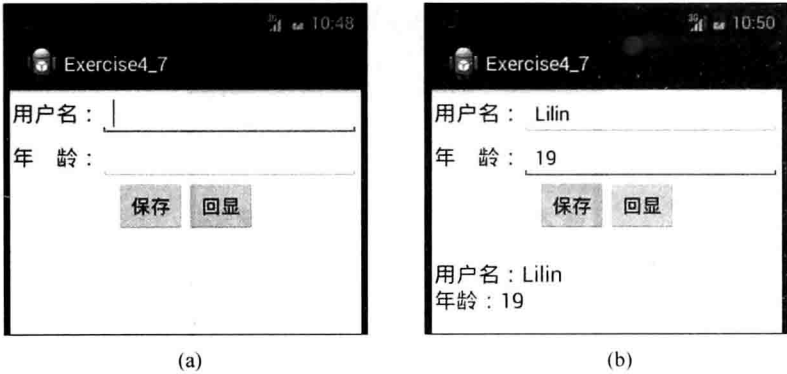 10:48
Exercise4_7
用户名：
年 龄：
保存 回显
(a)
10:50
Exercise4_7
用户名： Lilin
年 龄： 19
保存 回显
用户名：Lilin
年龄：19
(b)